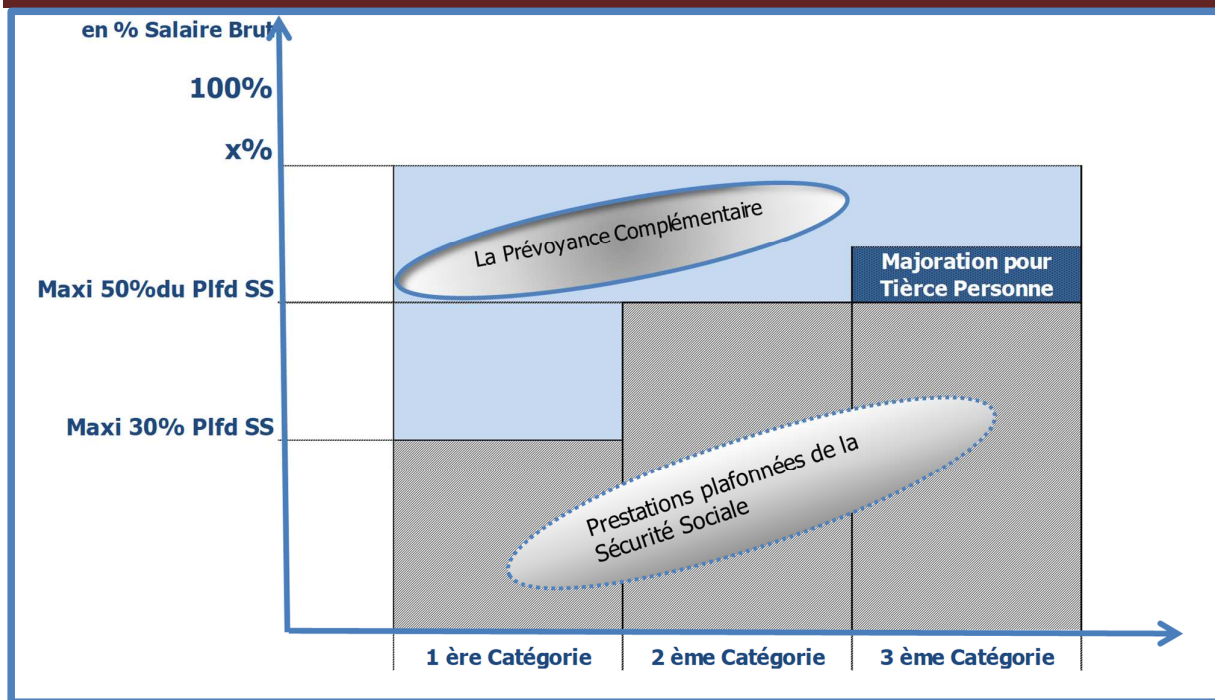 en % Salaire Brut
100%
x%
La Prévoyance Complémentaire
Majoration pour
Tièrce Personne
Maxi 50%du Plfd SS
Maxi 30% Plfd SS
Prestations plafonnées de la
Sécurité Sociale
1 ère Catégorie
2 ème Catégorie
3 ème Catégorie